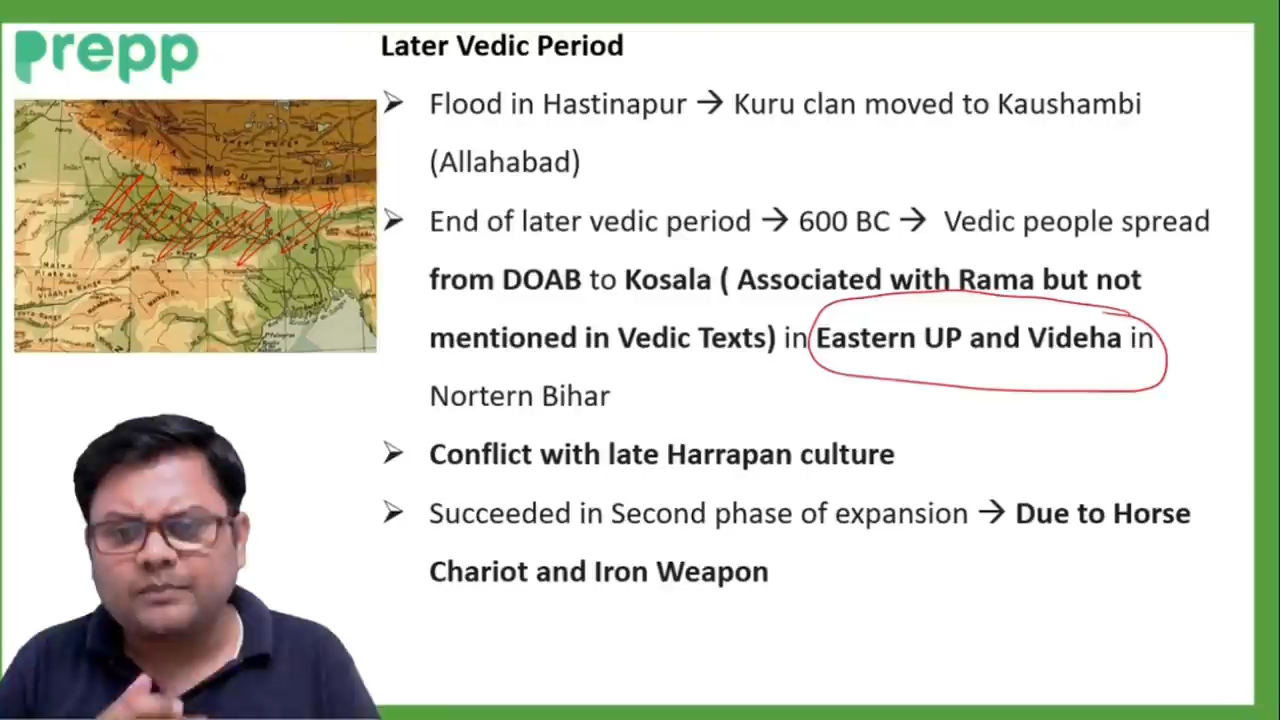 prepp
Later Vedic Period
➢ Flood in Hastinapur → Kuru clan moved to Kaushambi
(Allahabad)
➢ End of later vedic period → 600 BC → Vedic people spread
from DOAB to Kosala ( Associated with Rama but not
mentioned in Vedic Texts) in Eastern UP and Videha in
Nortern Bihar
➢ Conflict with late Harrapan culture
➢ Succeeded in Second phase of expansion → Due to Horse
Chariot and Iron Weapon